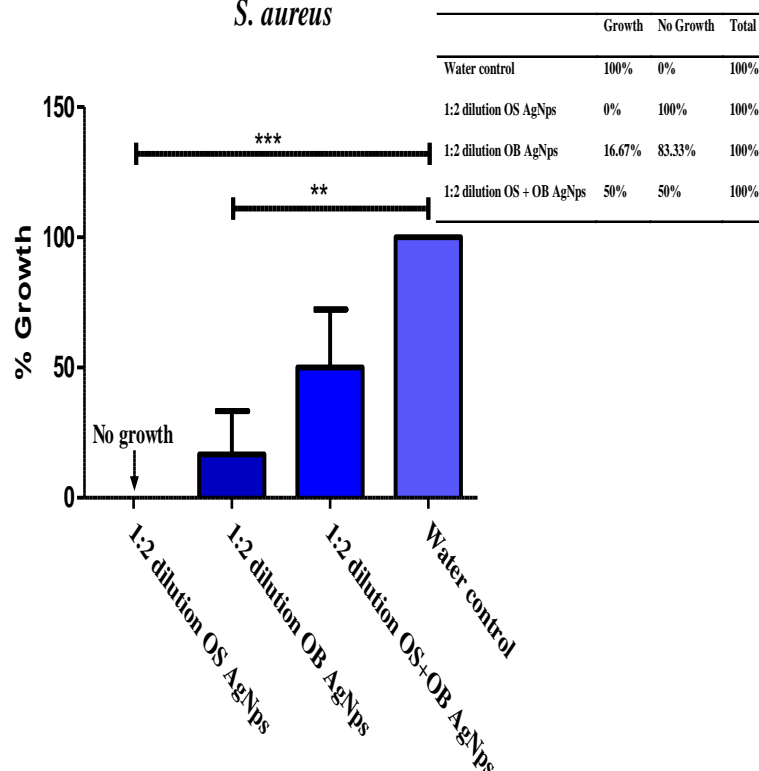 S. aureus
Growth No Growth Total
Water control 100% 0% 100%
1:2 dilution OS AgNps 0% 100% 100%
1:2 dilution OB AgNps 16.67% 83.33% 100%
1:2 dilution OS + OB AgNps 50% 50% 100%
150
***
**
100
% Growth
50
No growth
0
1:2 dilution OS AgNps
1:2 dilution OB AgNps
1:2 dilution OS+OB AgNps
Water control